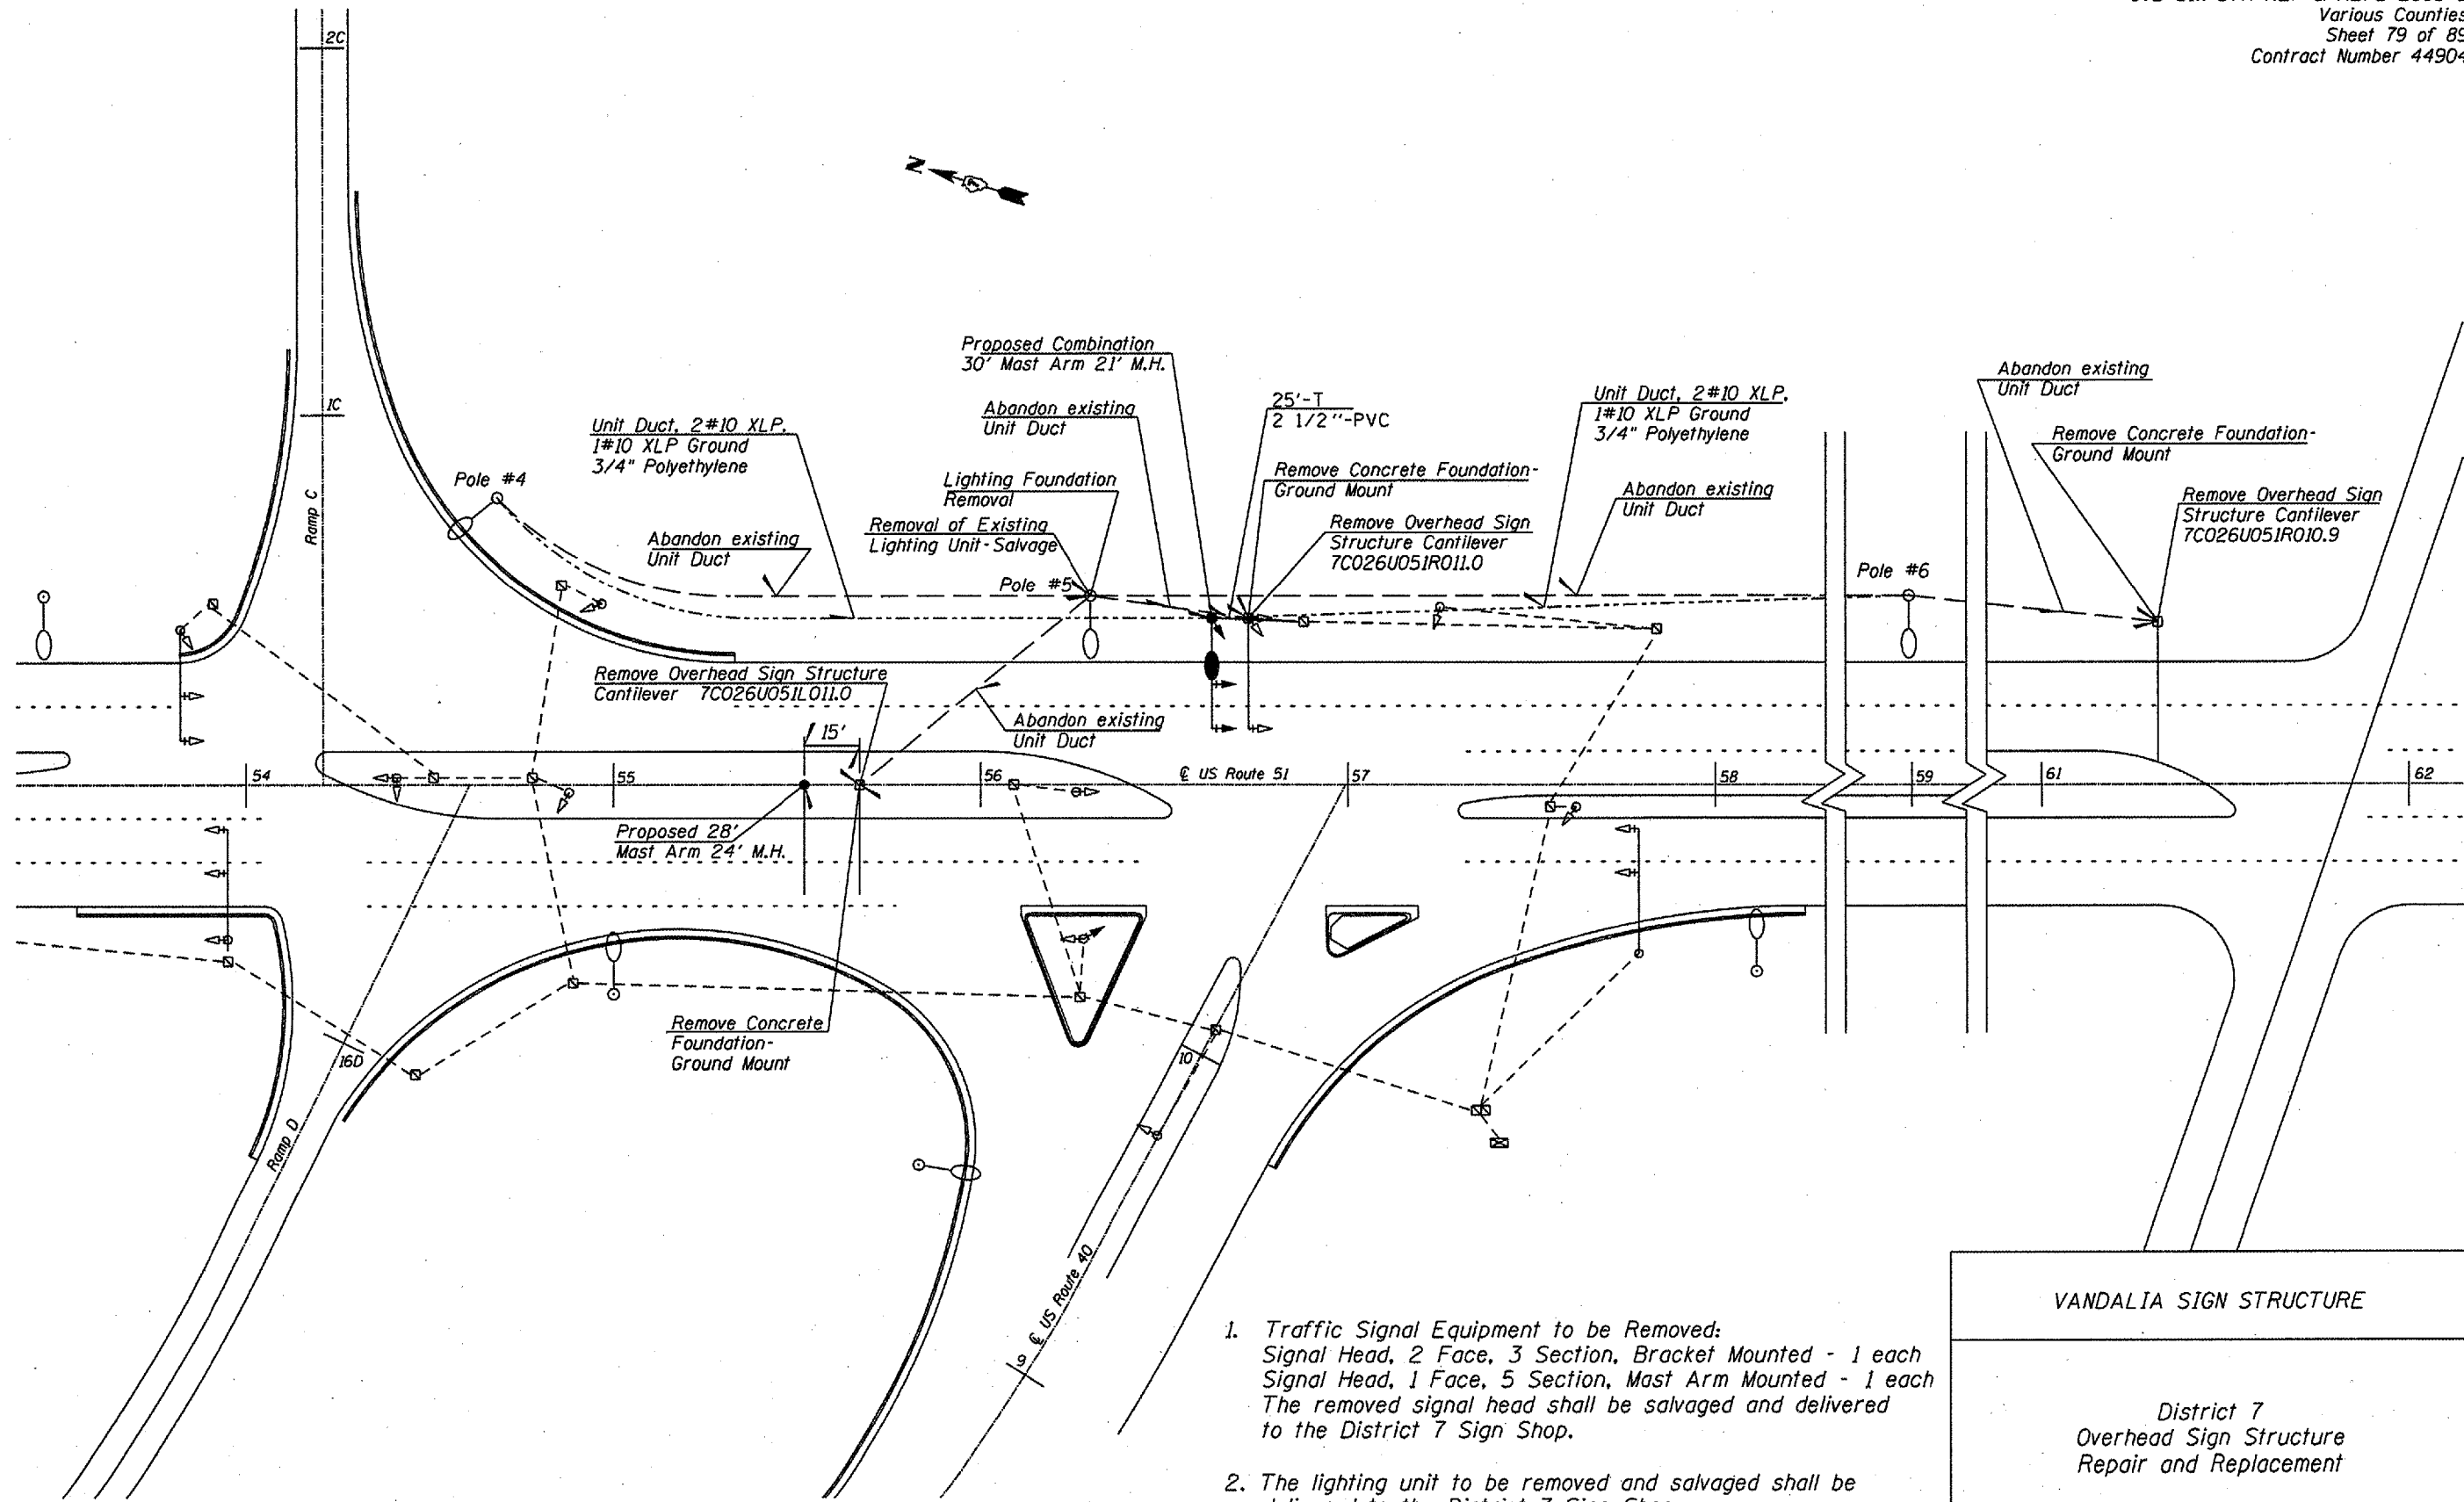 Various Counties
Sheet 79 of 89
Contract Number 44904
2C
N
7
1C
Ramp C
Proposed Combination
30' Mast Arm 21' M.H.
Abandon existing
Unit Duct
25'-T
2 1/2"-PVC
Unit Duct, 2#10 XLP,
1#10 XLP Ground
3/4" Polyethylene
Abandon existing
Unit Duct
Unit Duct, 2#10 XLP,
1#10 XLP Ground
3/4" Polyethylene
Remove Concrete Foundation-
Ground Mount
Pole #4
Lighting Foundation
Removal
Remove Concrete Foundation-
Ground Mount
Abandon existing
Unit Duct
Remove Overhead Sign
Structure Cantilever
7C026U051R010.9
Abandon existing
Unit Duct
Removal of Existing
Lighting Unit-Salvage
Remove Overhead Sign
Structure Cantilever
7C026U051R011.0
Pole #5
Pole #6
Remove Overhead Sign Structure
Cantilever 7C026U051L011.0
Abandon existing
Unit Duct
15'
54
55
56
℄ US Route 51
57
58
59
61
62
Proposed 28'
Mast Arm 24' M.H.
Remove Concrete
Foundation-
Ground Mount
16D
10
Ramp D
℄ US Route 40
9
1. Traffic Signal Equipment to be Removed:
Signal Head, 2 Face, 3 Section, Bracket Mounted - 1 each
Signal Head, 1 Face, 5 Section, Mast Arm Mounted - 1 each
The removed signal head shall be salvaged and delivered
to the District 7 Sign Shop.
2. The lighting unit to be removed and salvaged shall be
VANDALIA SIGN STRUCTURE
District 7
Overhead Sign Structure
Repair and Replacement